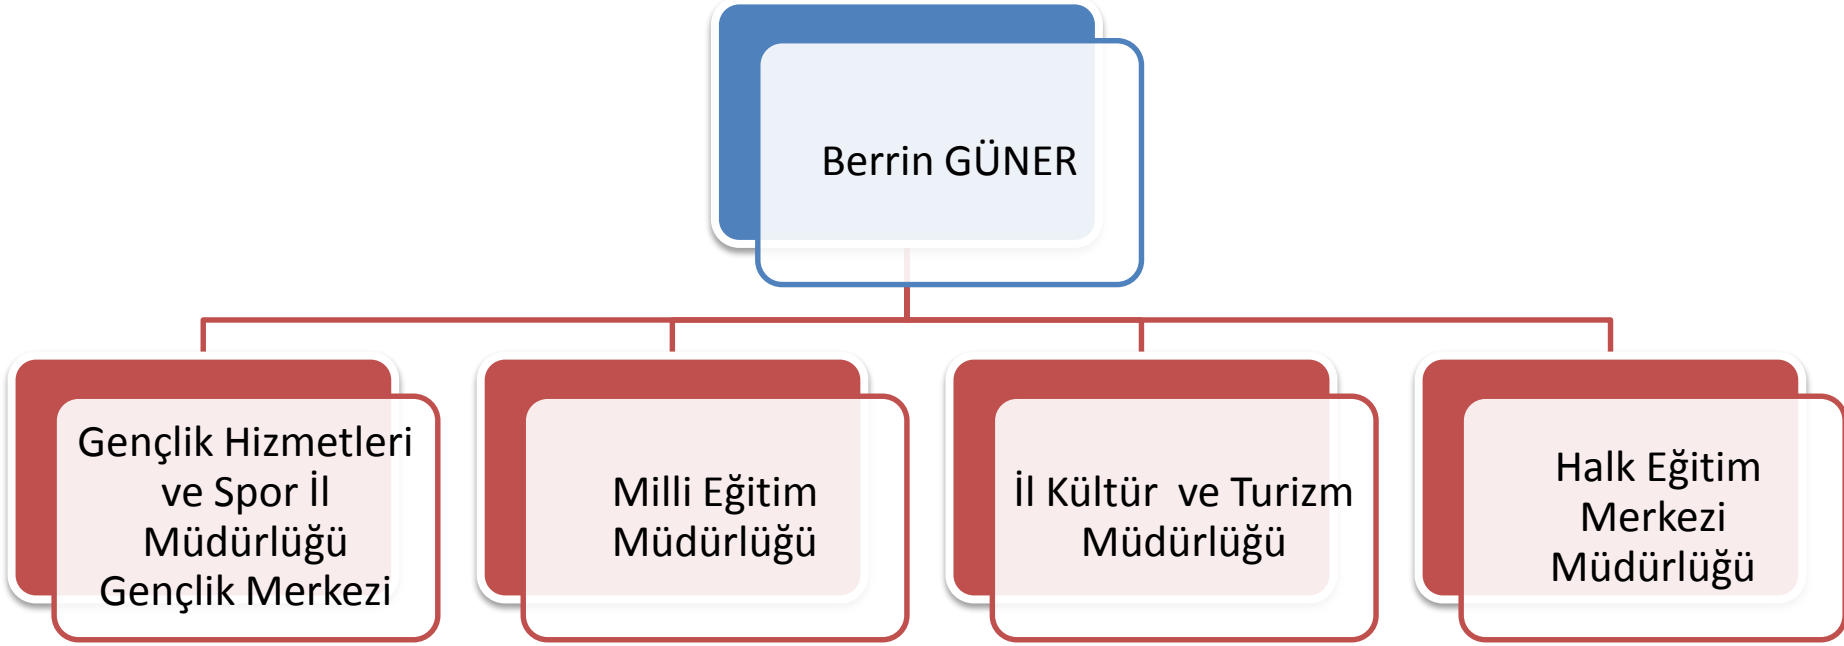 Berrin GÜNER
Gençlik Hizmetleri
ve Spor İl
Müdürlüğü
Gençlik Merkezi
Milli Eğitim
Müdürlüğü
İl Kültür  ve Turizm
Müdürlüğü
Halk Eğitim
Merkezi
Müdürlüğü